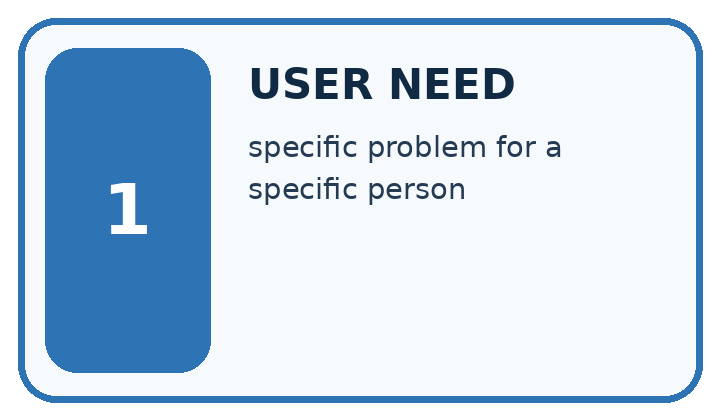 1
USER NEED
specific problem for a
specific person